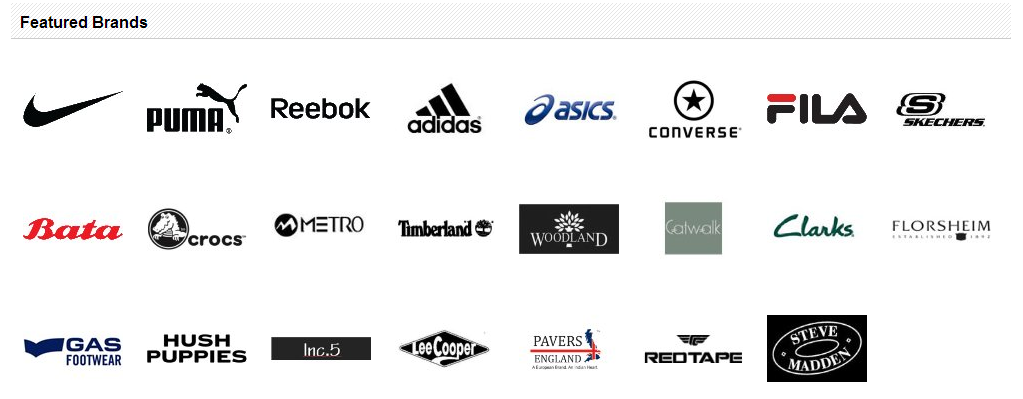 Featured Brands
PUMA
Reebok
adidas
asics
CONVERSE
FILA
S
SKECHERS
Bata
crocs
METRO
Timberland
WOODLAND
Catwalk
Clarks
FLORSHEIM
ESTABLISHED 1892
GAS
FOOTWEAR
HUSH
PUPPIES
Inc.5
Lee Cooper
PAVERS
ENGLAND
A European Brand. An Indian Heart.
REDTAPE
STEVE
MADDEN